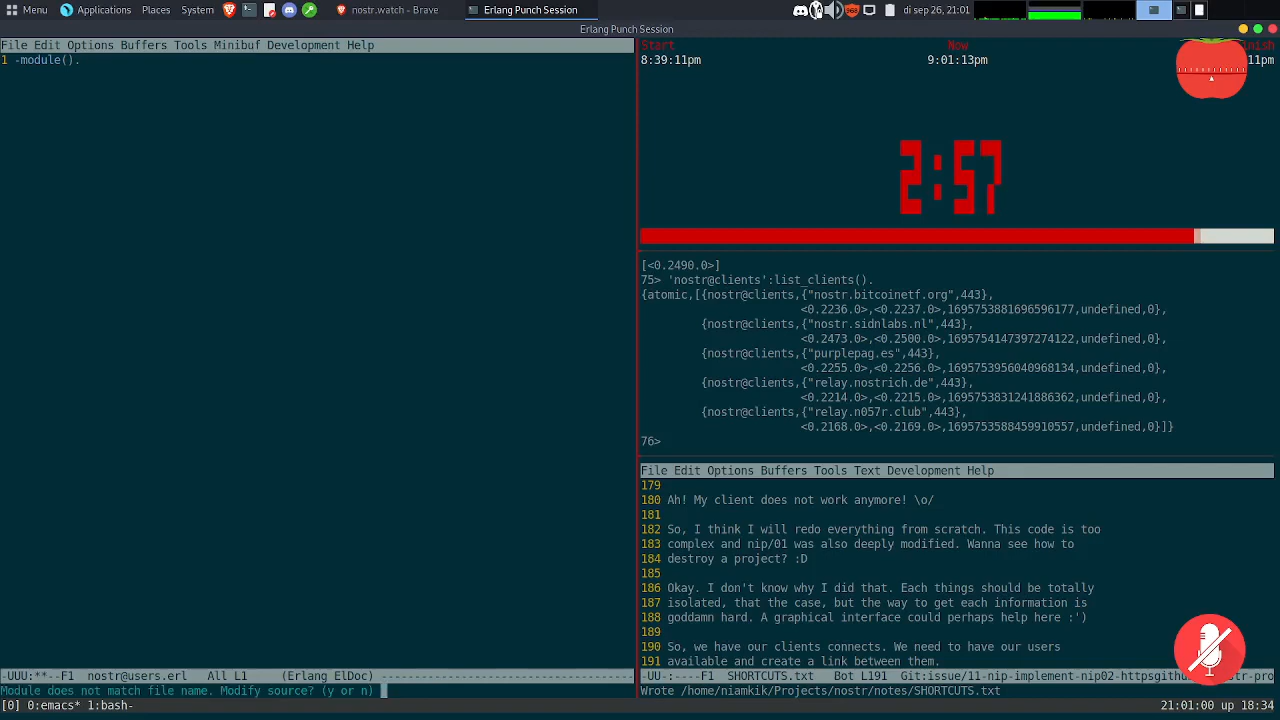 Menu Applications Places System nostr.watch - Brave Erlang Punch Session di sep 26, 21:01
Erlang Punch Session
File Edit Options Buffers Tools Minibuf Development Help
1 -module().
-UUU:**--F1 nostr@users.erl All L1 (Erlang ElDoc)
Module does not match file name. Modify source? (y or n)
Start Now inish
8:39:11pm 9:01:13pm 11pm
2:57
[<0.2490.0>]
75> 'nostr@clients':list_clients().
{atomic,[{nostr@clients,{"nostr.bitcoinetf.org",443},
<0.2236.0>,<0.2237.0>,1695753881696596177,undefined,0},
{nostr@clients,{"nostr.sidnlabs.nl",443},
<0.2473.0>,<0.2500.0>,1695754147397274122,undefined,0},
{nostr@clients,{"purplepag.es",443},
<0.2255.0>,<0.2256.0>,1695753956040968134,undefined,0},
{nostr@clients,{"relay.nostrich.de",443},
<0.2214.0>,<0.2215.0>,1695753831241886362,undefined,0},
{nostr@clients,{"relay.n057r.club",443},
<0.2168.0>,<0.2169.0>,1695753588459910557,undefined,0}]}
76>
File Edit Options Buffers Tools Text Development Help
179
180 Ah! My client does not work anymore! \o/
181
182 So, I think I will redo everything from scratch. This code is too
183 complex and nip/01 was also deeply modified. Wanna see how to
184 destroy a project? :D
185
186 Okay. I don't know why I did that. Each things should be totally
187 isolated, that the case, but the way to get each information is
188 goddamn hard. A graphical interface could perhaps help here :')
189
190 So, we have our clients connects. We need to have our users
191 available and create a link between them.
-UU-:----F1 SHORTCUTS.txt Bot L191 Git:issue/11-nip-implement-nip02-httpsgithu str-pro
Wrote /home/niamkik/Projects/nostr/notes/SHORTCUTS.txt
[0] 0:emacs* 1:bash- 21:01:00 up 18:34